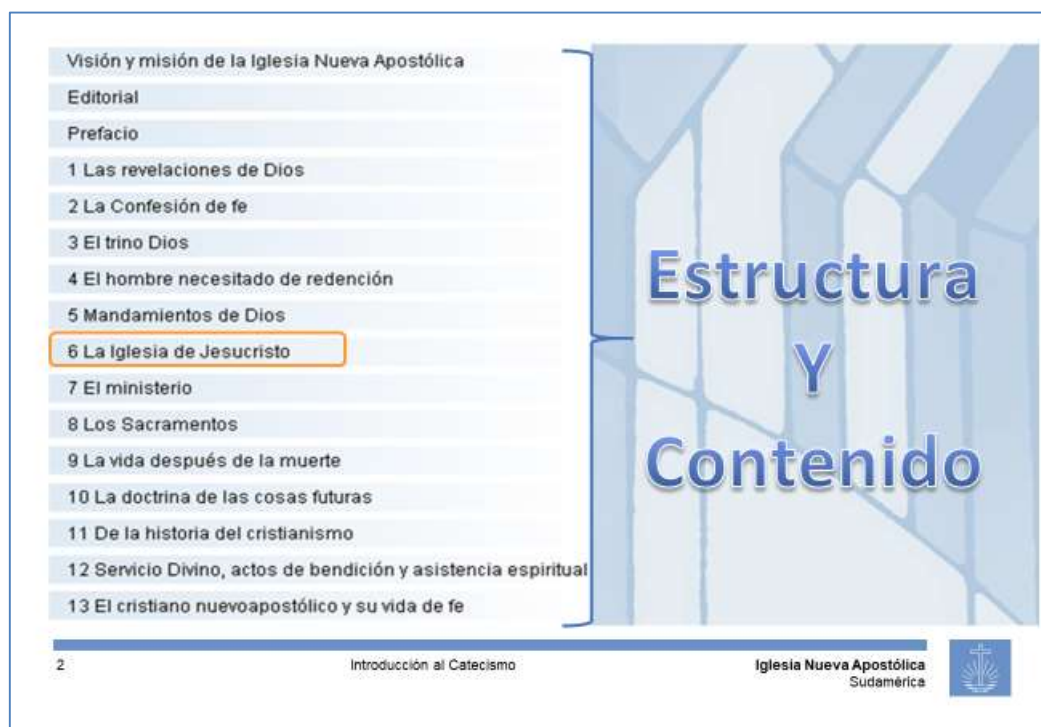 Visión y misión de la Iglesia Nueva Apostólica
Editorial
Prefacio
1 Las revelaciones de Dios
2 La Confesión de fe
3 El trino Dios
4 El hombre necesitado de redención
5 Mandamientos de Dios
6 La Iglesia de Jesucristo
7 El ministerio
8 Los Sacramentos
9 La vida después de la muerte
10 La doctrina de las cosas futuras
11 De la historia del cristianismo
12 Servicio Divino, actos de bendición y asistencia espiritual
13 El cristiano nuevoapostólico y su vida de fe
Estructura
Y
Contenido
2
Introducción al Catecismo
Iglesia Nueva Apostólica
Sudamérica